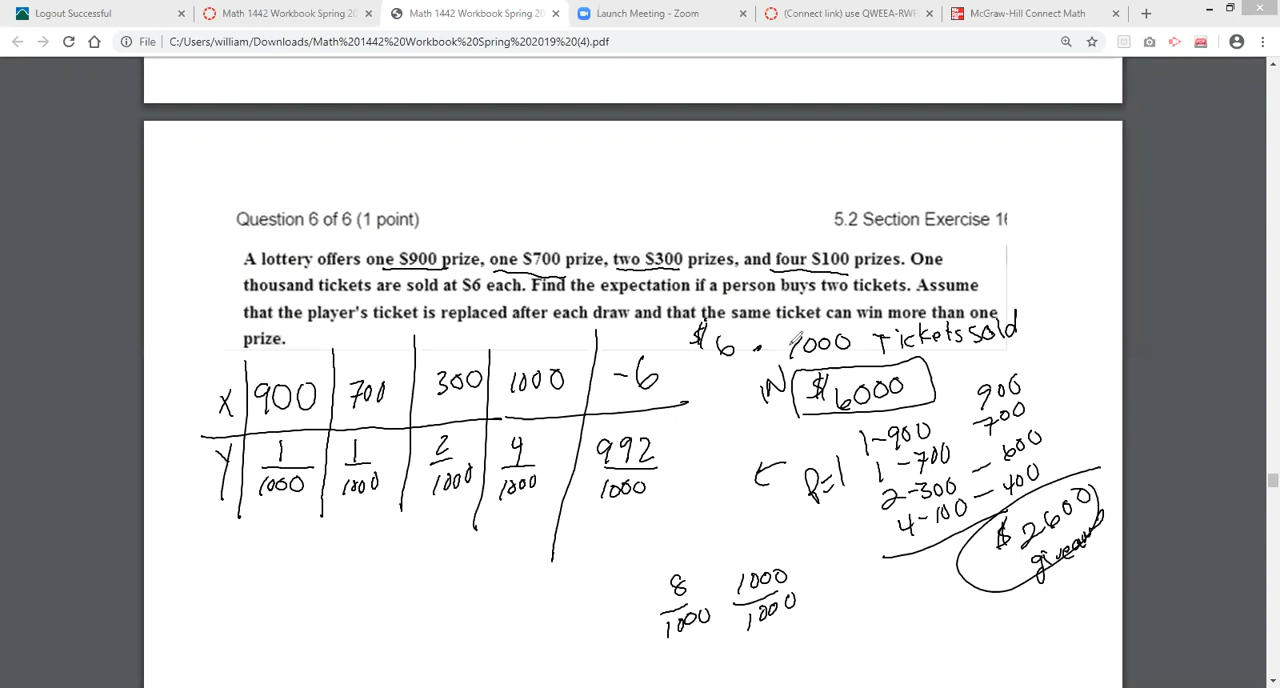 Logout Successful
Math 1442 Workbook Spring 20
Math 1442 Workbook Spring 20
Launch Meeting - Zoom
(Connect link) use QWEEA-RWF
McGraw-Hill Connect Math
File C:/Users/william/Downloads/Math%201442%20Workbook%20Spring%202019%20(4).pdf
Question 6 of 6 (1 point)
5.2 Section Exercise 16
A lottery offers one $900 prize, one $700 prize, two $300 prizes, and four $100 prizes. One
thousand tickets are sold at $6 each. Find the expectation if a person buys two tickets. Assume
that the player's ticket is replaced after each draw and that the same ticket can win more than one
prize.
$6 . 1000 Tickets sold
X 900 700 300 1000 -6
IN $6000
Y 1/1000 1/1000 2/1000 4/1000 992/1000
P=1
1-900 900
1-700 700
2-300 - 600
4-100 - 400
$2600
8/1000 1000/1000